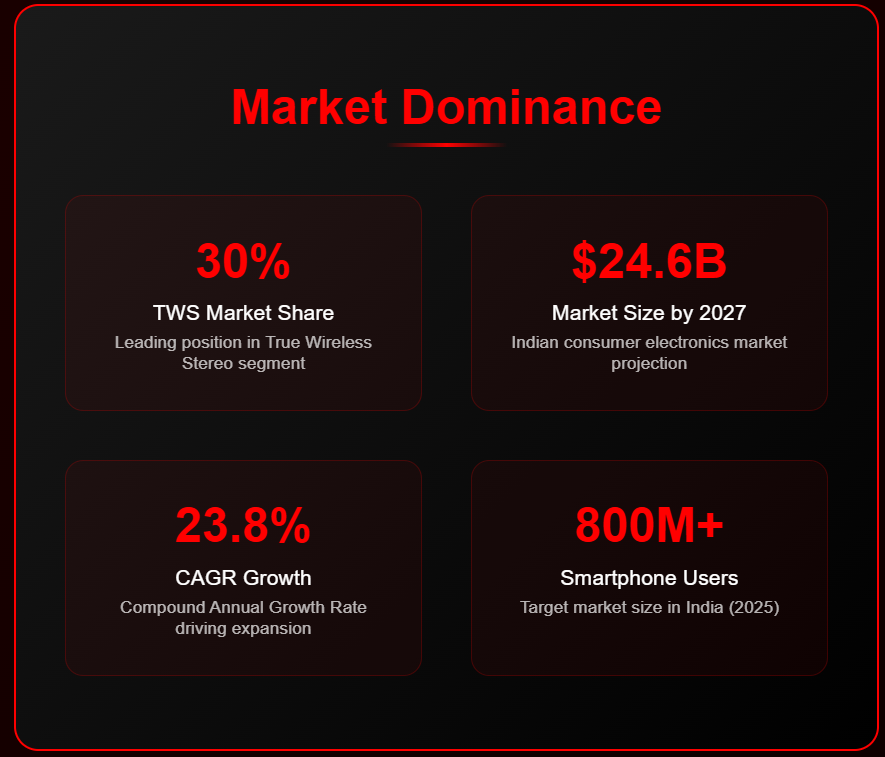 Market Dominance
30%
TWS Market Share
Leading position in True Wireless
Stereo segment
$24.6B
Market Size by 2027
Indian consumer electronics market
projection
23.8%
CAGR Growth
Compound Annual Growth Rate
driving expansion
800M+
Smartphone Users
Target market size in India (2025)